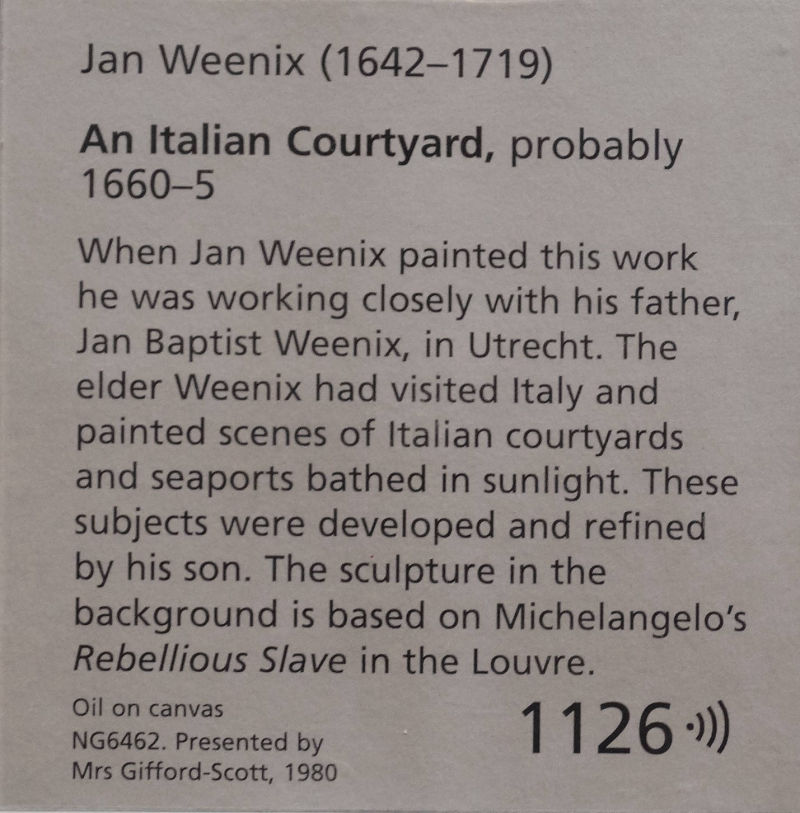 Jan Weenix (1642–1719)
An Italian Courtyard, probably
1660–5
When Jan Weenix painted this work
he was working closely with his father,
Jan Baptist Weenix, in Utrecht. The
elder Weenix had visited Italy and
painted scenes of Italian courtyards
and seaports bathed in sunlight. These
subjects were developed and refined
by his son. The sculpture in the
background is based on Michelangelo’s
Rebellious Slave in the Louvre.
Oil on canvas
NG6462. Presented by
Mrs Gifford-Scott, 1980
1126